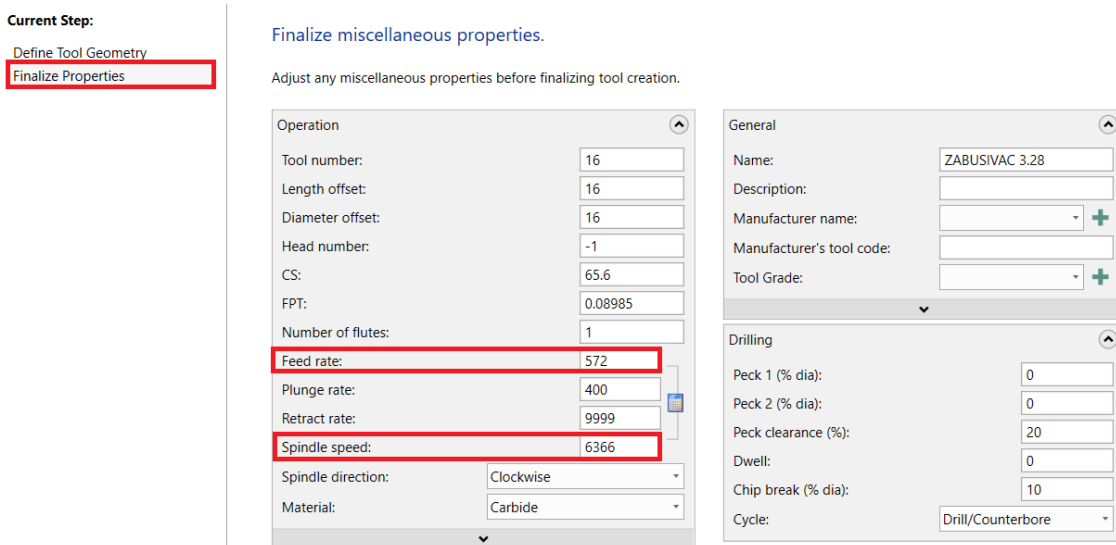 Current Step:
Define Tool Geometry
Finalize Properties
Finalize miscellaneous properties.
Adjust any miscellaneous properties before finalizing tool creation.
Operation
Tool number: 16
Length offset: 16
Diameter offset: 16
Head number: -1
CS: 65.6
FPT: 0.08985
Number of flutes: 1
Feed rate: 572
Plunge rate: 400
Retract rate: 9999
Spindle speed: 6366
Spindle direction: Clockwise
Material: Carbide
General
Name: ZABUSIVAC 3.28
Description:
Manufacturer name:
Manufacturer's tool code:
Tool Grade:
Drilling
Peck 1 (% dia): 0
Peck 2 (% dia): 0
Peck clearance (%): 20
Dwell: 0
Chip break (% dia): 10
Cycle: Drill/Counterbore